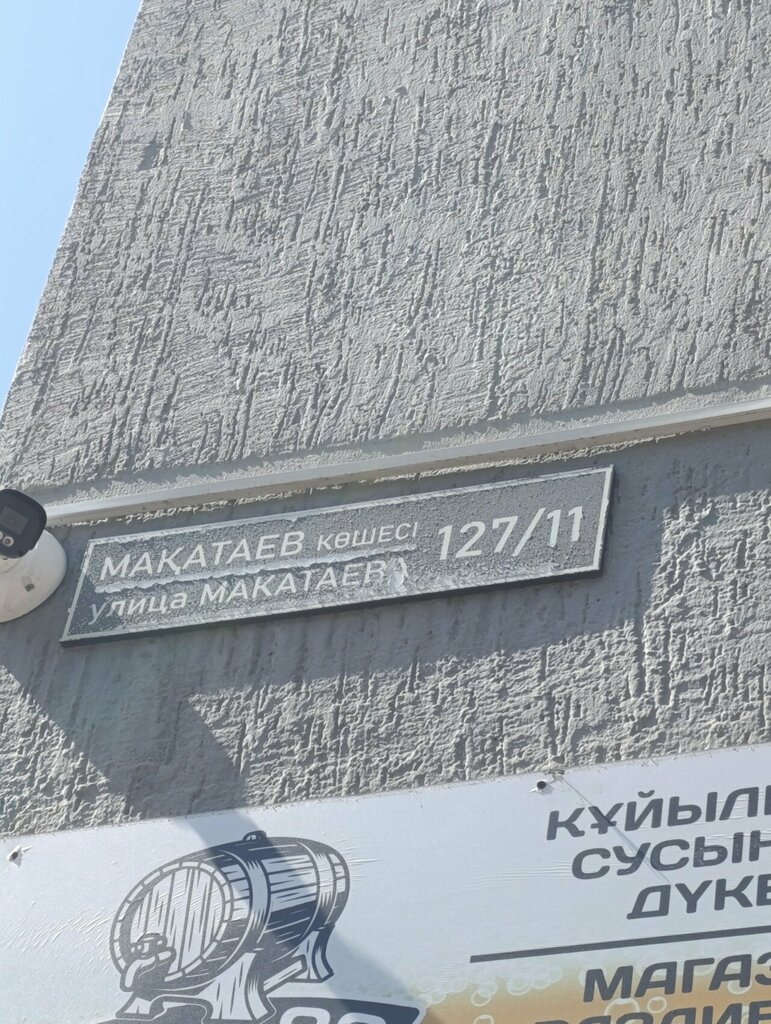 МАҚАТАЕВ көшесі 127/11
улица МАКАТАЕВА
ҚҰЙЫЛ
СУСЫН
ДҮКЕ
МАГАЗ